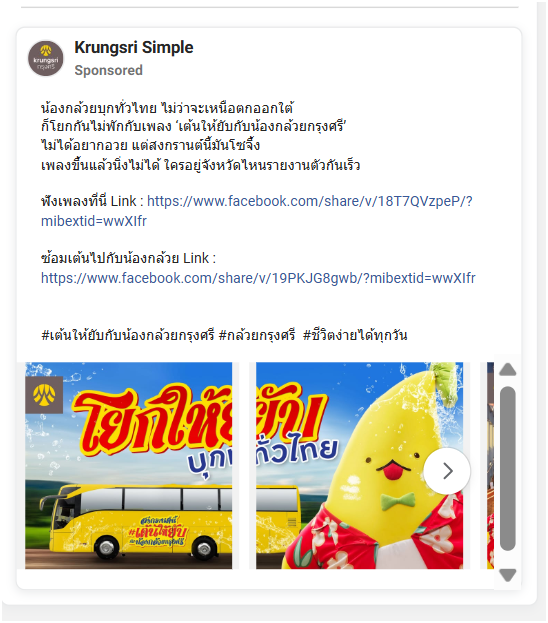 Krungsri Simple
Sponsored
น้องกล้วยบุกทั่วไทย ไม่ว่าจะเหนือตกออกใต้
ก็โยกกันไม่พักกับเพลง ‘เต้นให้ยับกับน้องกล้วยกรุงศรี’
ไม่ได้อยากอวย แต่สงกรานต์นี้มันโซจึ้ง
เพลงขึ้นแล้วนิ่งไม่ได้ ใครอยู่จังหวัดไหนรายงานตัวกันเร็ว
ฟังเพลงที่นี่ Link : https://www.facebook.com/share/v/18T7QVzpeP/?
mibextid=wwXIfr
ซ้อมเต้นไปกับน้องกล้วย Link :
https://www.facebook.com/share/v/19PKJG8gwb/?mibextid=wwXIfr
#เต้นให้ยับกับน้องกล้วยกรุงศรี #กล้วยกรุงศรี #ชีวิตง่ายได้ทุกวัน
krungsri
กรุงศรี
โยกให้ยับ
บุกทั่วไทย
#เต้นให้ยับ
กับน้องกล้วยกรุงศรี